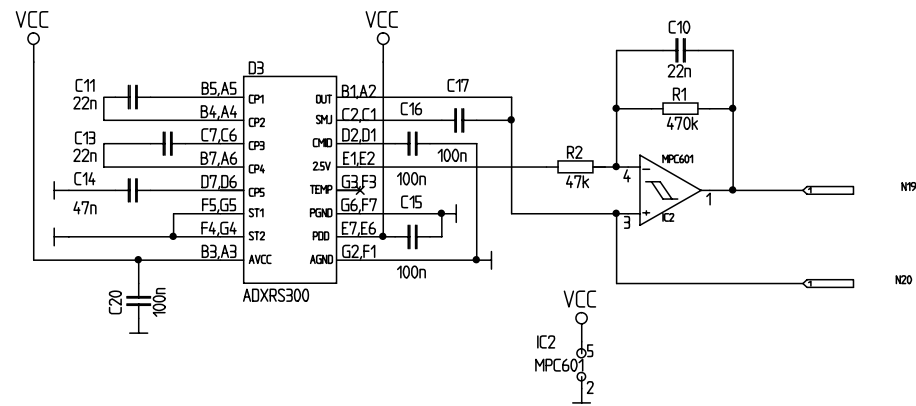 VCC
VCC
C10
22n
R1
470k
D3
C11
22n
B5,A5
CP1
B4,A4
CP2
C13
22n
C7,C6
CP3
B7,A6
CP4
C14
47n
D7,D6
CP5
F5,G5
ST1
F4,G4
ST2
B3,A3
AVCC
C20
100n
ADXRS300
OUT
B1,A2
SMJ
C2,C1
CMID
D2,D1
2.5V
E1,E2
TEMP
G3,F3
PGND
G6,F7
PDD
E7,E6
AGND
G2,F1
C17
100n
C16
100n
C15
100n
R2
47k
MPC601
4
3
1
IC2
1
N19
1
N20
VCC
IC2
MPC601
5
2